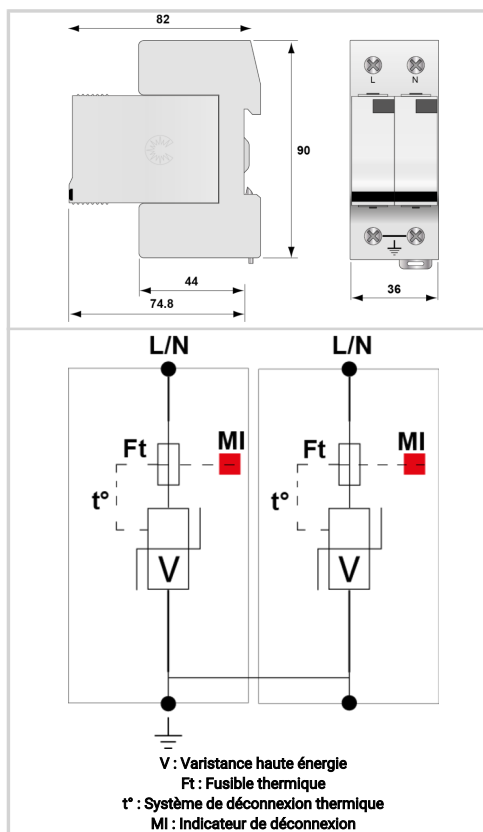 82
L N
90
44
74.8
36
L/N L/N
Ft MI Ft MI
t° t°
V V
V : Varistance haute énergie
Ft : Fusible thermique
t° : Système de déconnexion thermique
MI : Indicateur de déconnexion